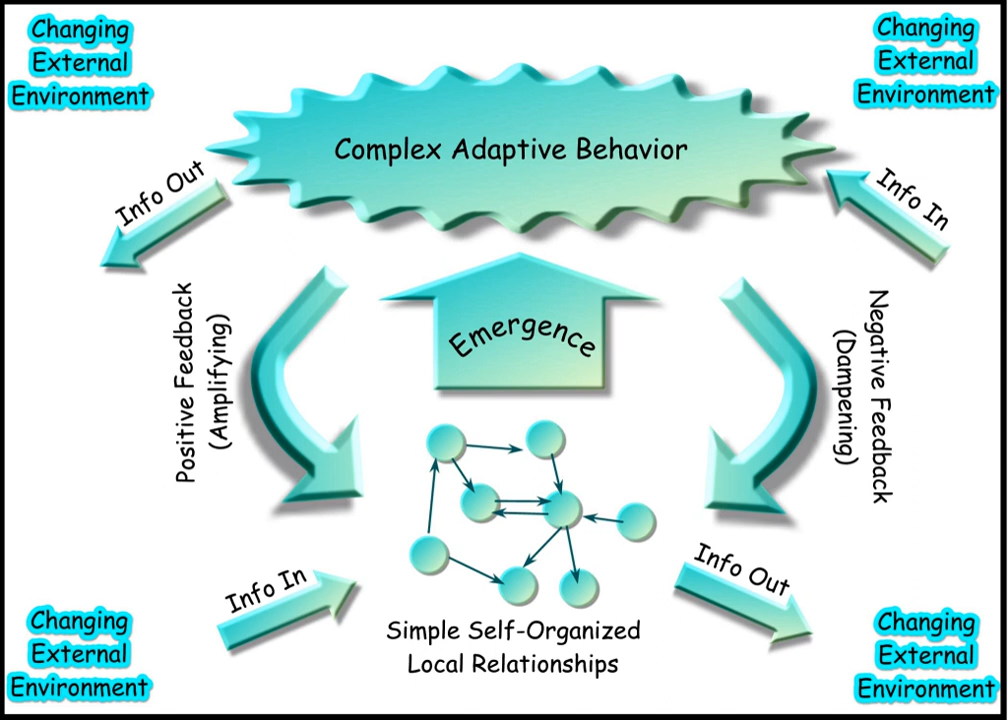 Changing
External
Environment
Changing
External
Environment
Complex Adaptive Behavior
Info Out
Info In
Emergence
Positive Feedback
(Amplifying)
Negative Feedback
(Dampening)
Info In
Info Out
Simple Self-Organized
Local Relationships
Changing
External
Environment
Changing
External
Environment